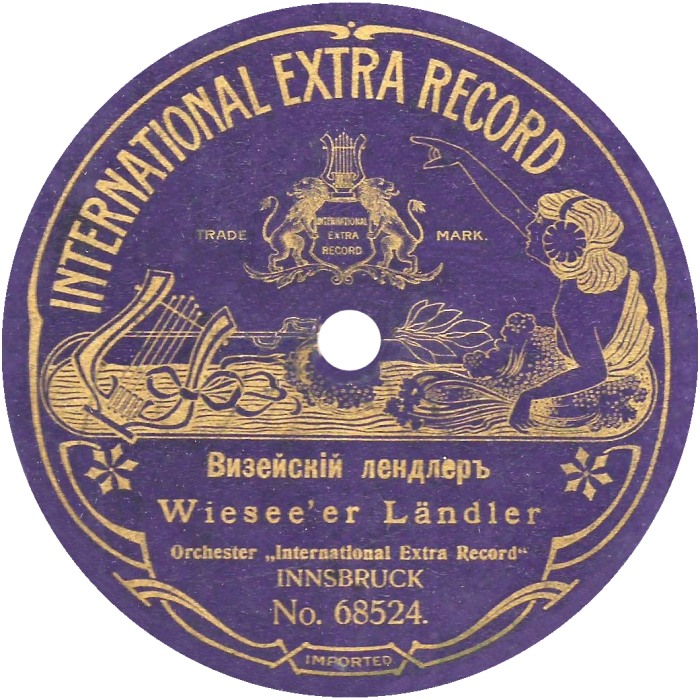 INTERNATIONAL EXTRA RECORD
TRADE MARK.
INTERNATIONAL
EXTRA
RECORD
Визейскій лендлеръ
Wiesee'er Ländler
Orchester „International Extra Record“
INNSBRUCK
No. 68524.
IMPORTED